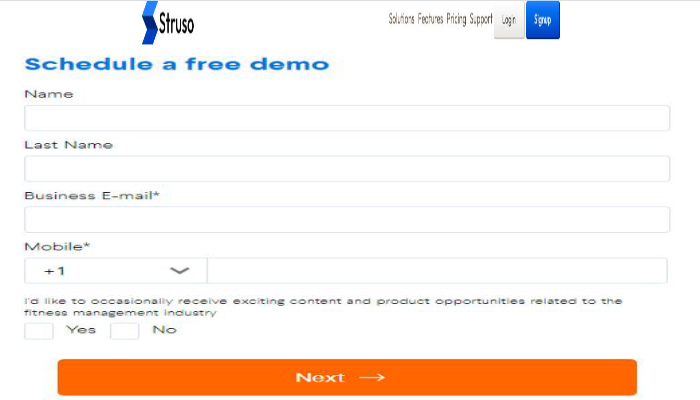 Struso
Solutions Features Pricing Support Login Signup
Schedule a free demo
Name
Last Name
Business E-mail*
Mobile*
+1
I'd like to occasionally receive exciting content and product opportunities related to the
fitness management industry
Yes No
Next →